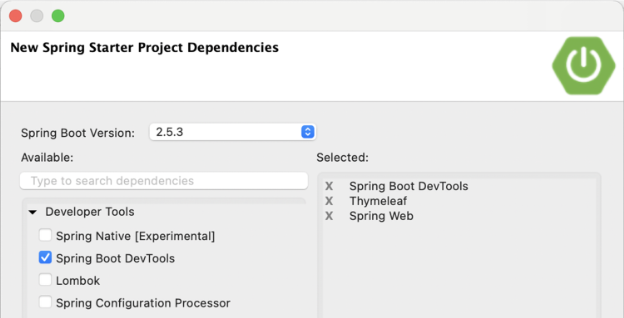 New Spring Starter Project Dependencies
Spring Boot Version: 2.5.3
Available:
Type to search dependencies
Developer Tools
Spring Native [Experimental]
Spring Boot DevTools
Lombok
Spring Configuration Processor
Selected:
X Spring Boot DevTools
X Thymeleaf
X Spring Web